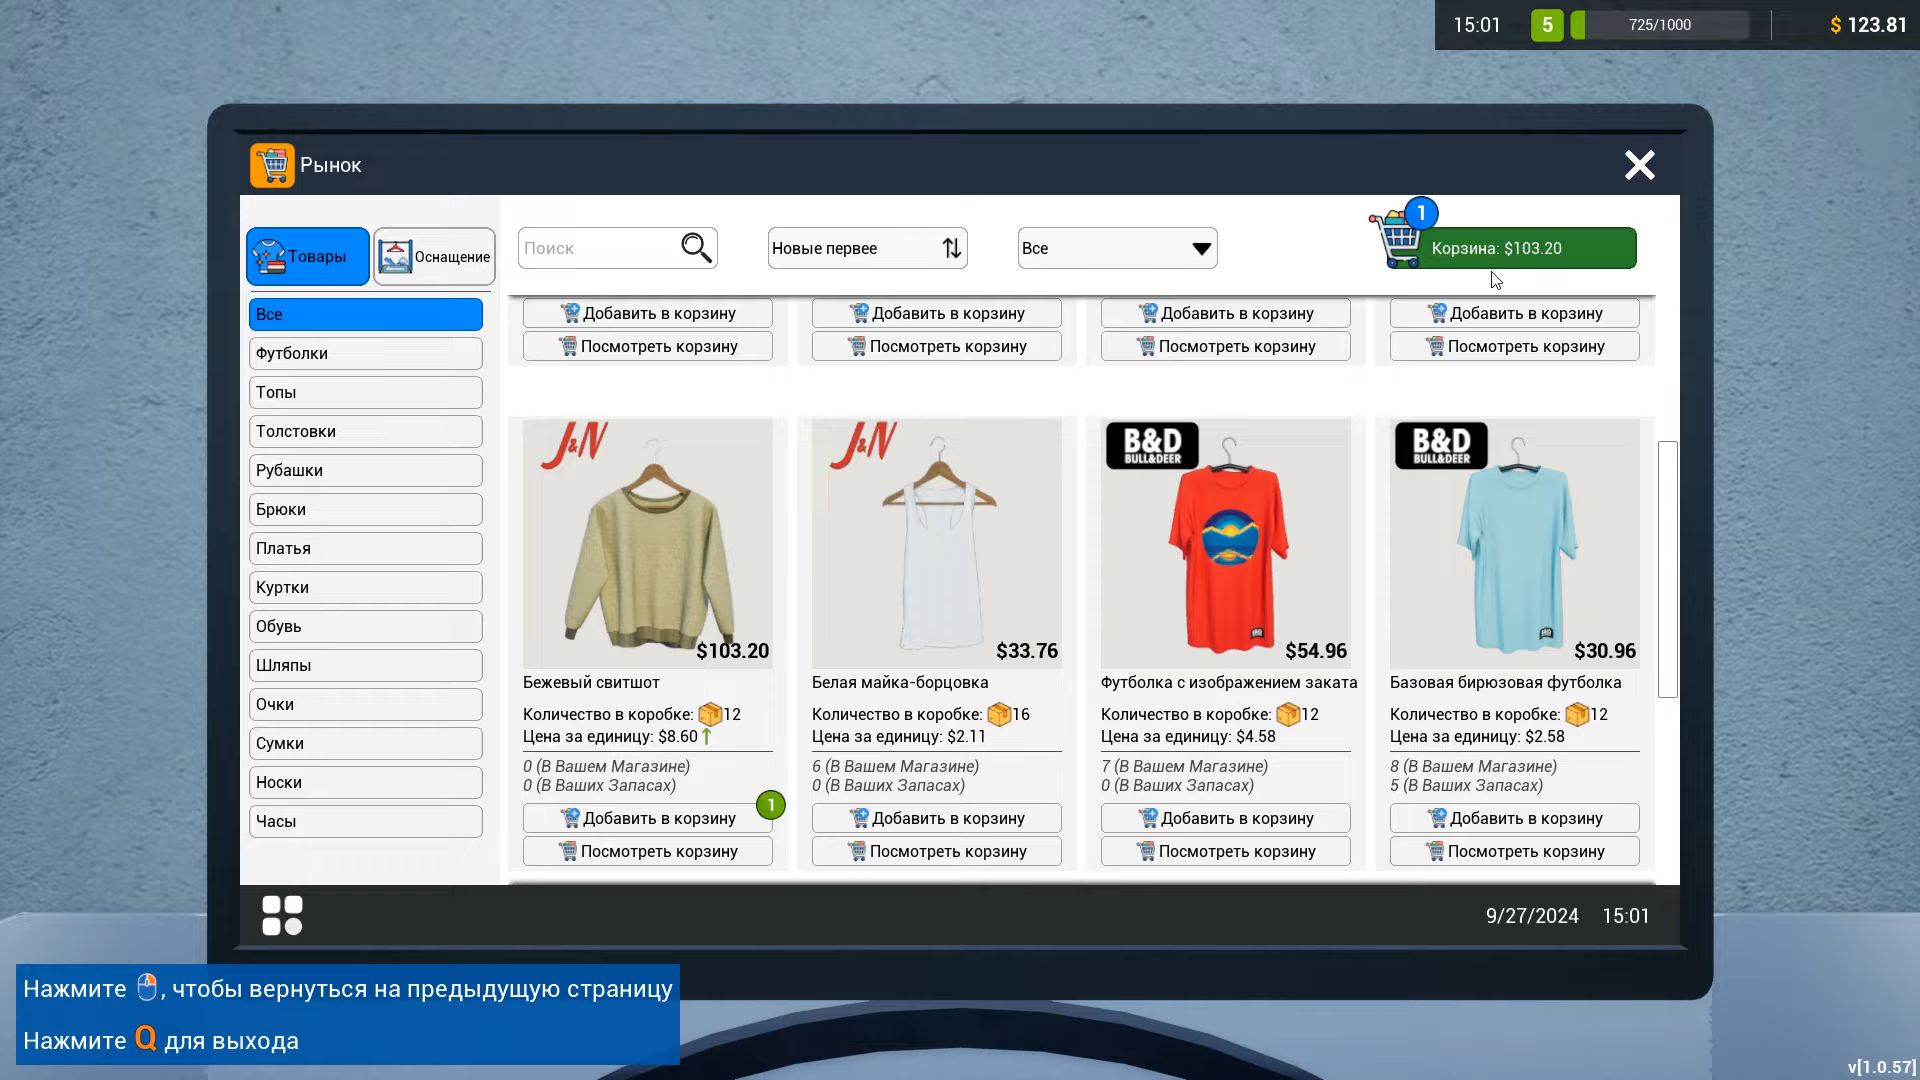 15:01 5 725/1000 $ 123.81
Рынок
Товары Оснащение
Поиск Новые первее Все 1 Корзина: $103.20
Все
Футболки
Топы
Толстовки
Рубашки
Брюки
Платья
Куртки
Обувь
Шляпы
Очки
Сумки
Носки
Часы
Добавить в корзину Добавить в корзину Добавить в корзину Добавить в корзину
Посмотреть корзину Посмотреть корзину Посмотреть корзину Посмотреть корзину
J&N
$103.20
Бежевый свитшот
Количество в коробке: 12
Цена за единицу: $8.60↑
0 (В Вашем Магазине)
0 (В Ваших Запасах)
1
Добавить в корзину
Посмотреть корзину
J&N
$33.76
Белая майка-борцовка
Количество в коробке: 16
Цена за единицу: $2.11
6 (В Вашем Магазине)
0 (В Ваших Запасах)
Добавить в корзину
Посмотреть корзину
B&D
BULL&DEER
$54.96
Футболка с изображением заката
Количество в коробке: 12
Цена за единицу: $4.58
7 (В Вашем Магазине)
0 (В Ваших Запасах)
Добавить в корзину
Посмотреть корзину
B&D
BULL&DEER
$30.96
Базовая бирюзовая футболка
Количество в коробке: 12
Цена за единицу: $2.58
8 (В Вашем Магазине)
5 (В Ваших Запасах)
Добавить в корзину
Посмотреть корзину
9/27/2024 15:01
Нажмите , чтобы вернуться на предыдущую страницу
Нажмите Q для выхода
v[1.0.57]